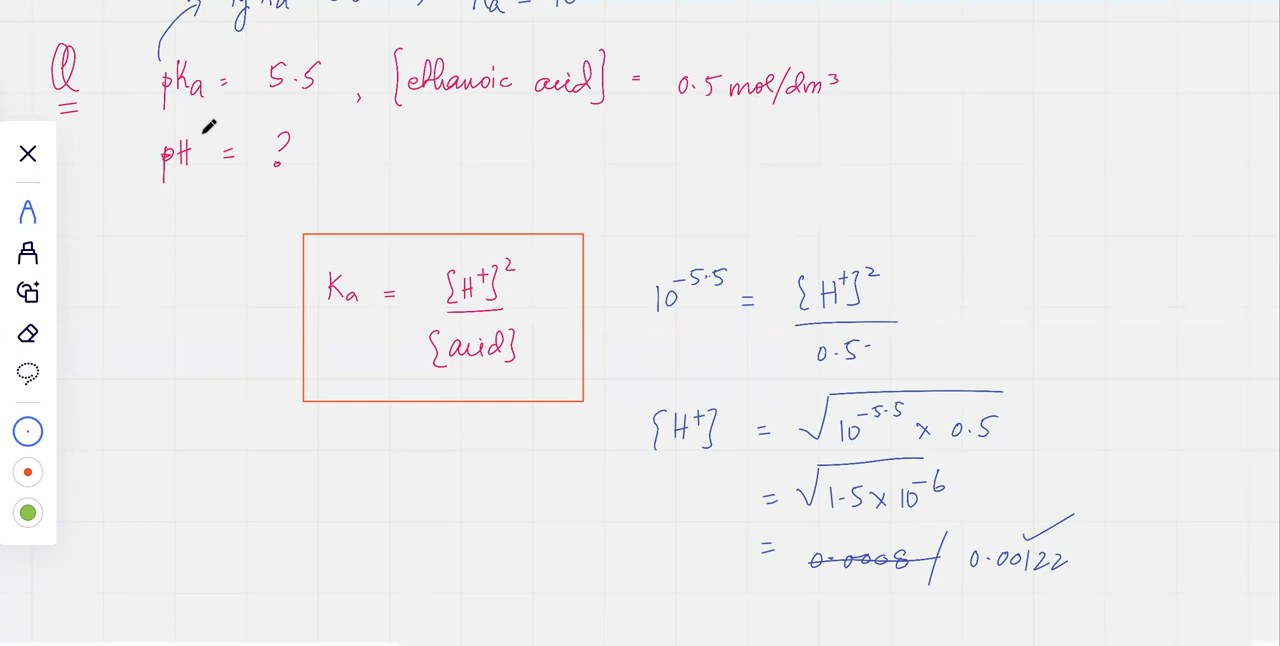 Q pKa = 5.5 , [ethanoic acid] = 0.5 mol/dm³
pH = ?
Ka = [H⁺]² / [acid]
10⁻⁵·⁵ = [H⁺]² / 0.5
[H⁺] = √10⁻⁵·⁵ × 0.5
= √1.5 × 10⁻⁶
= 0.0008 / 0.00122